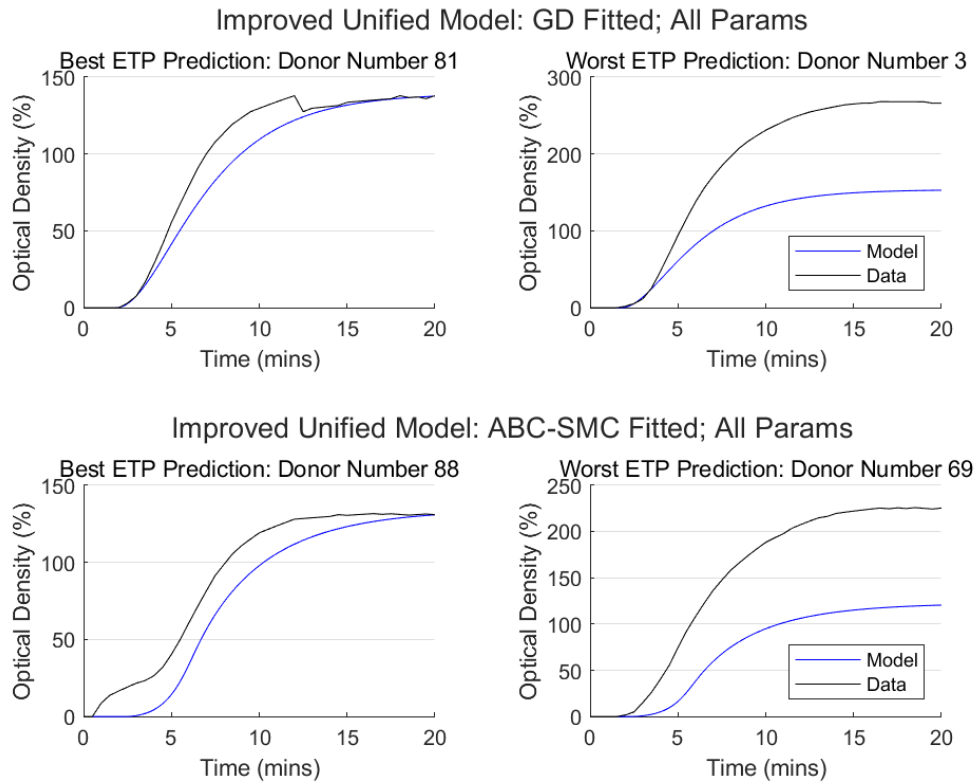 Improved Unified Model: GD Fitted; All Params
Best ETP Prediction: Donor Number 81
150
100
50
0
Optical Density (%)
0 5 10 15 20
Time (mins)
Worst ETP Prediction: Donor Number 3
300
200
100
0
Optical Density (%)
Model
Data
0 5 10 15 20
Time (mins)
Improved Unified Model: ABC-SMC Fitted; All Params
Best ETP Prediction: Donor Number 88
150
100
50
0
Optical Density (%)
0 5 10 15 20
Time (mins)
Worst ETP Prediction: Donor Number 69
250
200
150
100
50
0
Optical Density (%)
Model
Data
0 5 10 15 20
Time (mins)